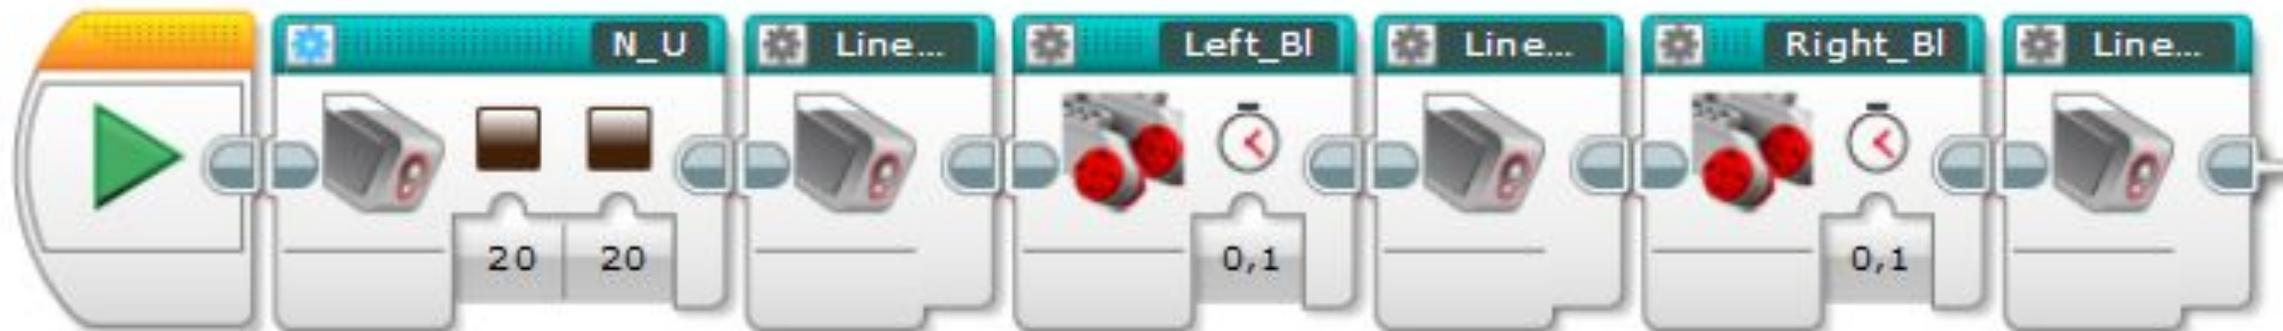 N_U Line... Left_Bl Line... Right_Bl Line...
20 20 0,1 0,1